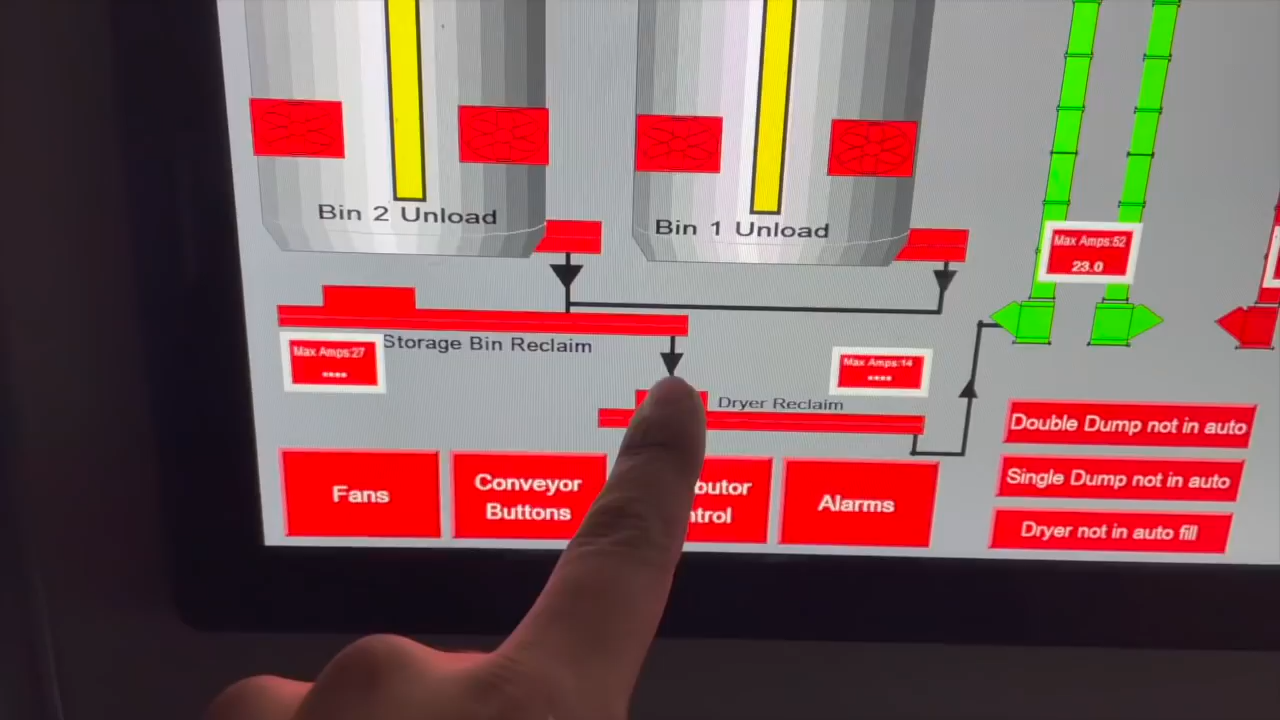 Bin 2 Unload
Bin 1 Unload
Max Amps:52
23.0
Storage Bin Reclaim
Max Amps:27
****
Max Amps:14
****
Dryer Reclaim
Double Dump not in auto
Single Dump not in auto
Dryer not in auto fill
Fans
Conveyor
Buttons
butor
ntrol
Alarms